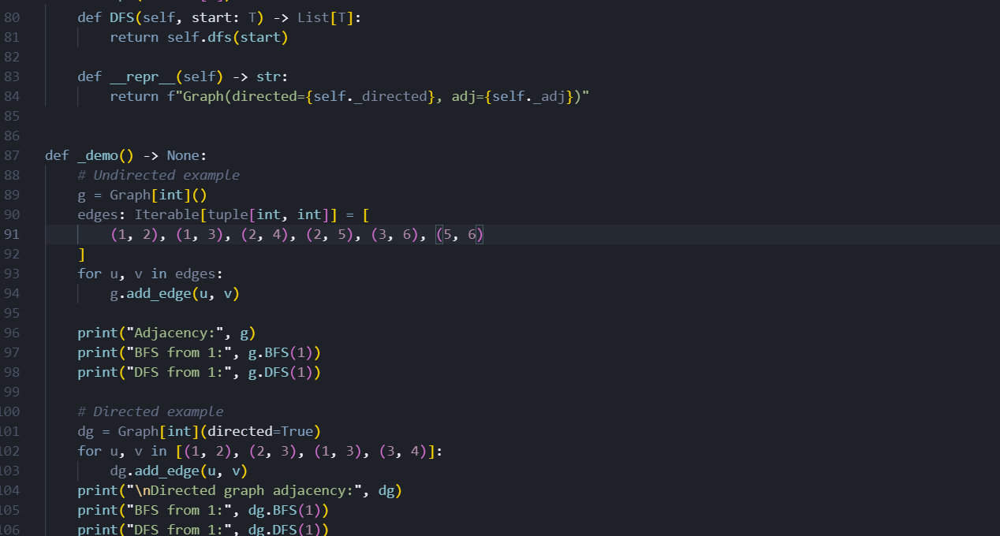 80 def DFS(self, start: T) -> List[T]:
81 return self.dfs(start)
82
83 def __repr__(self) -> str:
84 return f"Graph(directed={self._directed}, adj={self._adj})"
85
86
87 def _demo() -> None:
88 # Undirected example
89 g = Graph[int]()
90 edges: Iterable[tuple[int, int]] = [
91 (1, 2), (1, 3), (2, 4), (2, 5), (3, 6), (5, 6)
92 ]
93 for u, v in edges:
94 g.add_edge(u, v)
95
96 print("Adjacency:", g)
97 print("BFS from 1:", g.BFS(1))
98 print("DFS from 1:", g.DFS(1))
99
100 # Directed example
101 dg = Graph[int](directed=True)
102 for u, v in [(1, 2), (2, 3), (1, 3), (3, 4)]:
103 dg.add_edge(u, v)
104 print("\nDirected graph adjacency:", dg)
105 print("BFS from 1:", dg.BFS(1))
106 print("DFS from 1:", dg.DFS(1))